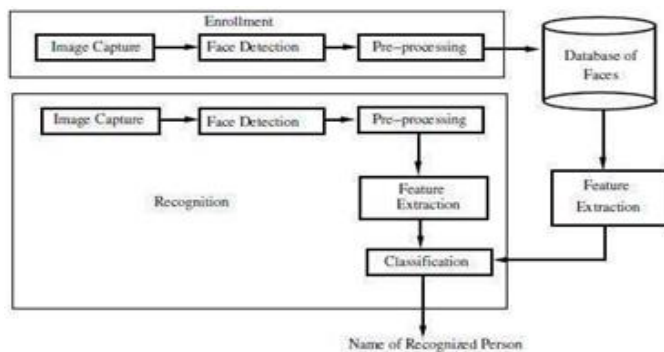 Enrollment
Image Capture
Face Detection
Pre-processing
Database of
Faces
Image Capture
Face Detection
Pre-processing
Recognition
Feature
Extraction
Feature
Extraction
Classification
Name of Recognized Person